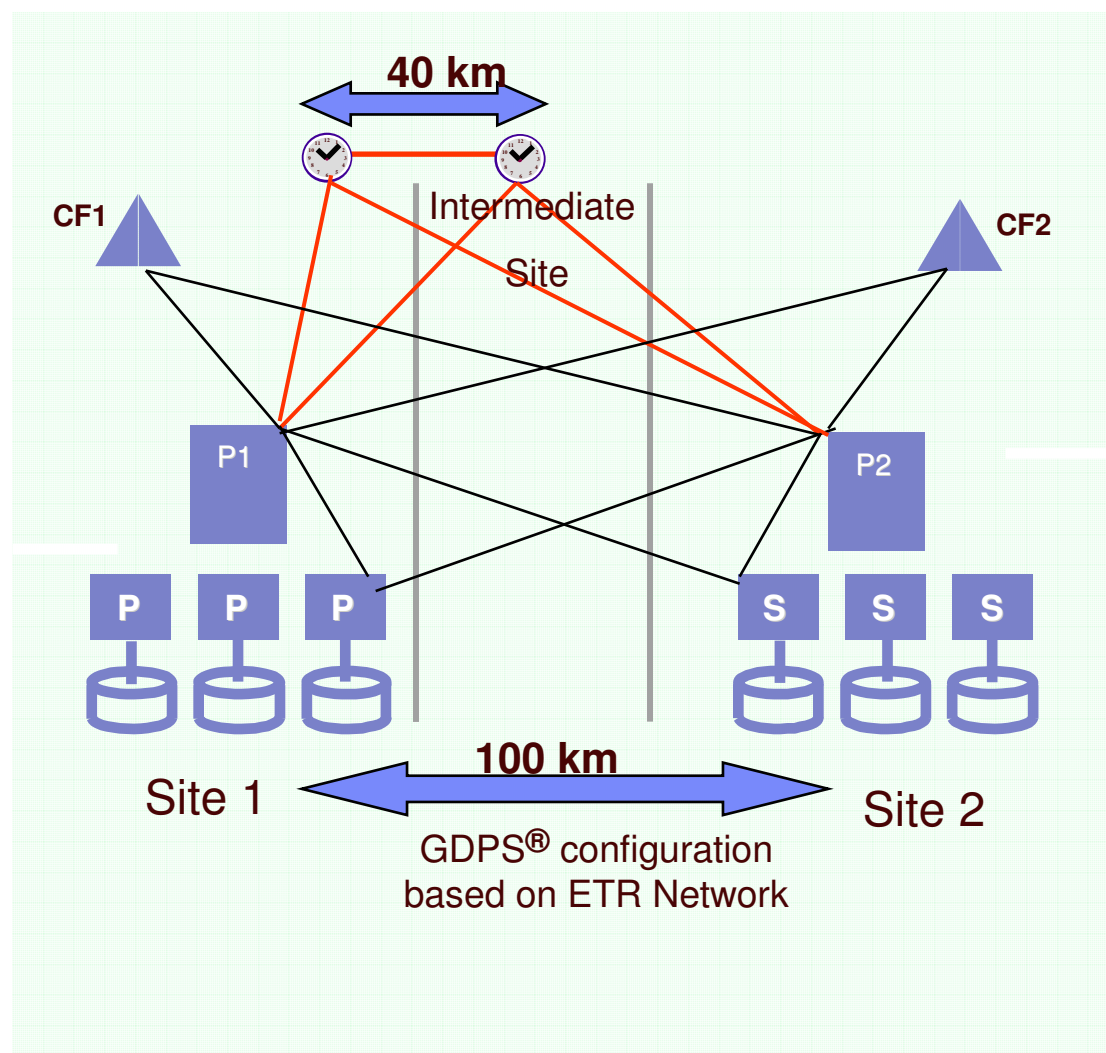 40 km
CF1
Intermediate
CF2
Site
P1
P2
P P P
S S S
100 km
Site 1
Site 2
GDPS® configuration
based on ETR Network